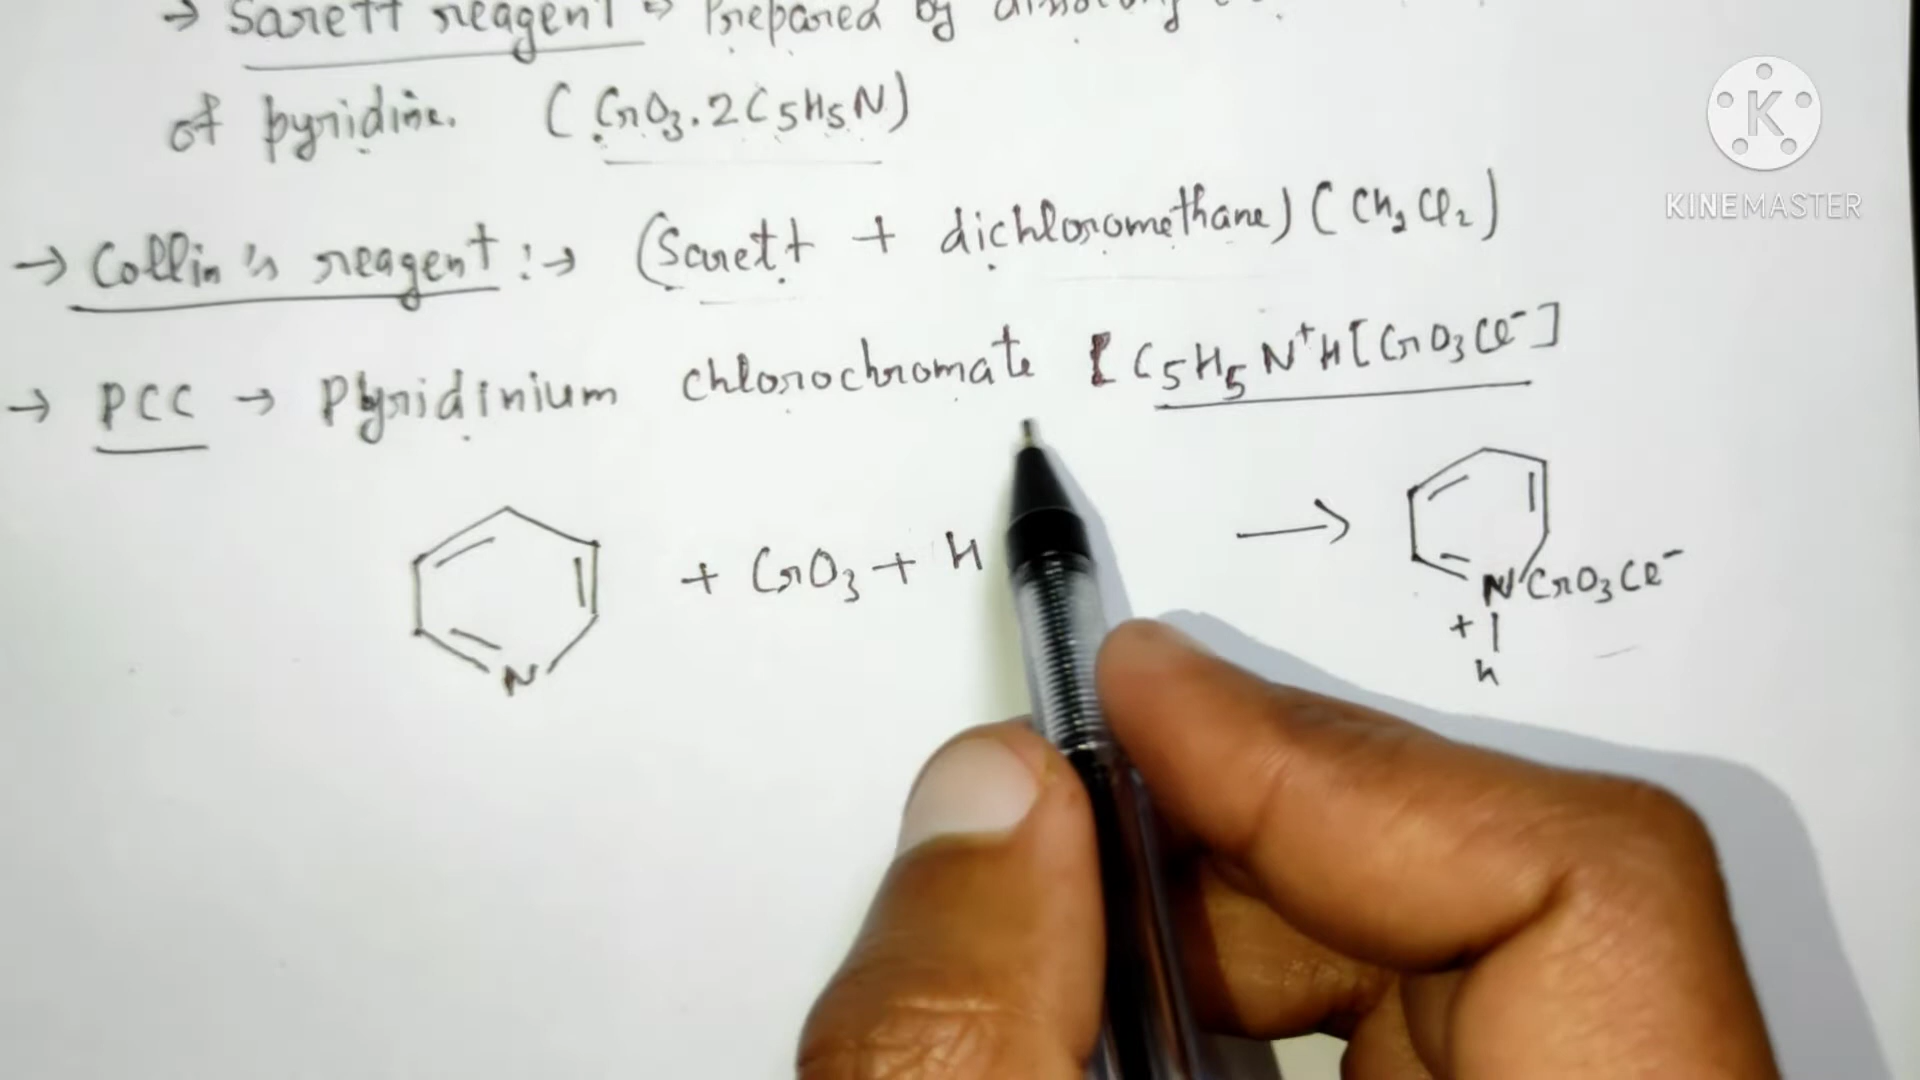 → Sarett reagent → Prepared by
of pyridine. (CrO3.2C5H5N)
K
KINEMASTER
→ Collin's reagent :→ (Sarett + dichloromethane) (CH2Cl2)
→ PCC → Pyridinium chlorochromate [C5H5N⁺H[CrO3Cl⁻]
N + CrO3 + H → N CrO3Cl⁻
+
H